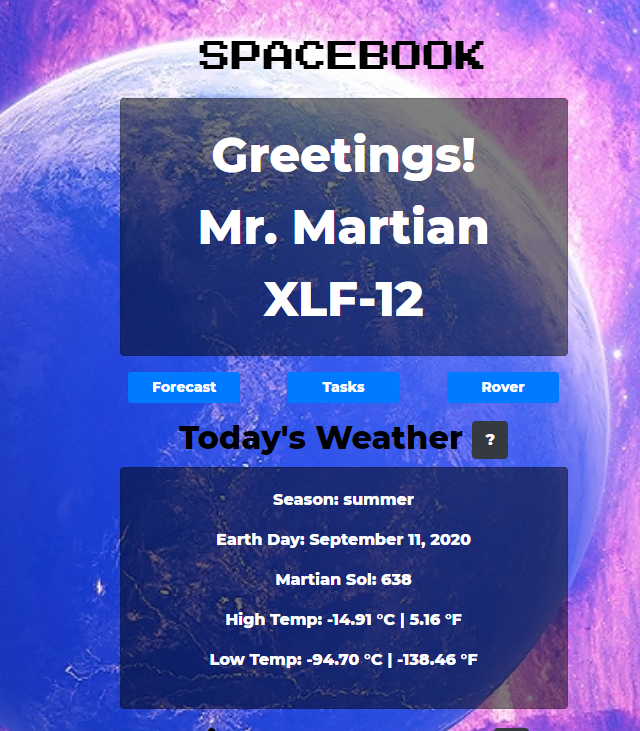 SPACEBOOK
Greetings!
Mr. Martian
XLF-12
Forecast
Tasks
Rover
Today's Weather ?
Season: summer
Earth Day: September 11, 2020
Martian Sol: 638
High Temp: -14.91 °C | 5.16 °F
Low Temp: -94.70 °C | -138.46 °F